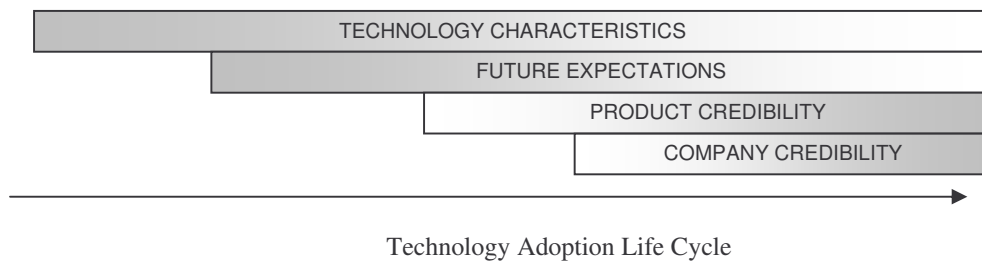 TECHNOLOGY CHARACTERISTICS
FUTURE EXPECTATIONS
PRODUCT CREDIBILITY
COMPANY CREDIBILITY
Technology Adoption Life Cycle